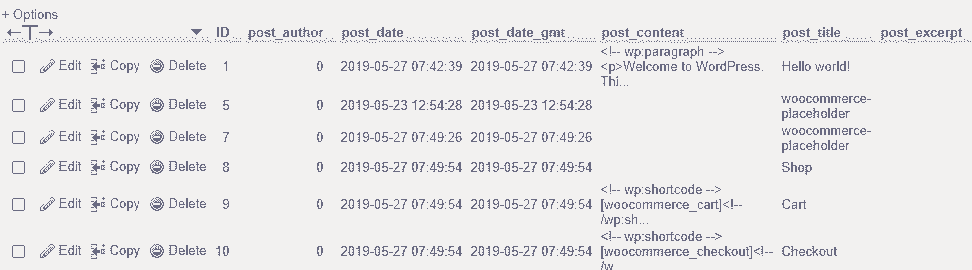 + Options
←T→ ID post_author post_date post_date_gmt post_content post_title post_excerpt
Edit Copy Delete 1 0 2019-05-27 07:42:39 2019-05-27 07:42:39 <!-- wp:paragraph --> <p>Welcome to WordPress. Thi... Hello world!
Edit Copy Delete 5 0 2019-05-23 12:54:28 2019-05-23 12:54:28 woocommerce-placeholder
Edit Copy Delete 7 0 2019-05-27 07:49:26 2019-05-27 07:49:26 woocommerce-placeholder
Edit Copy Delete 8 0 2019-05-27 07:49:54 2019-05-27 07:49:54 Shop
Edit Copy Delete 9 0 2019-05-27 07:49:54 2019-05-27 07:49:54 <!-- wp:shortcode --> [woocommerce_cart]<!-- /wp:sh... Cart
Edit Copy Delete 10 0 2019-05-27 07:49:54 2019-05-27 07:49:54 <!-- wp:shortcode --> [woocommerce_checkout]<!-- /w Checkout